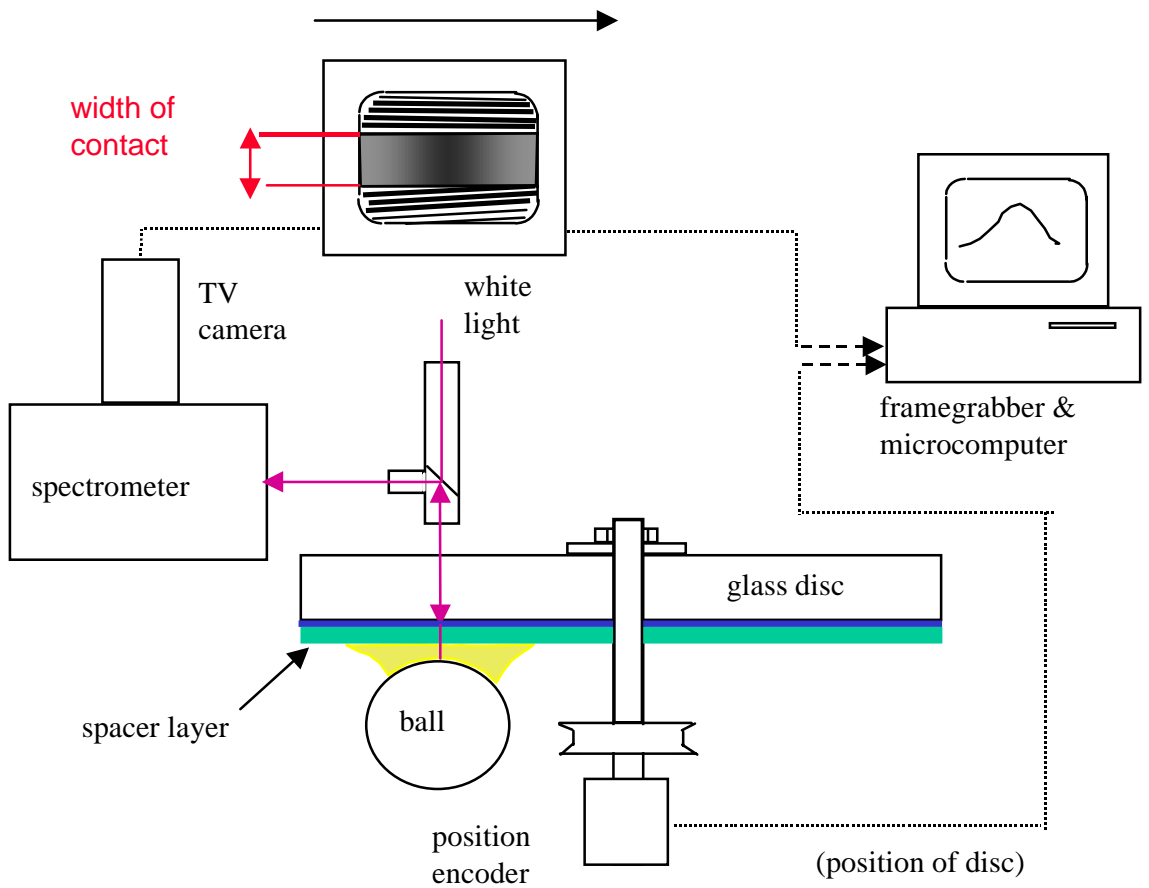 width of
contact
TV
camera
white
light
framegrabber &
microcomputer
spectrometer
glass disc
spacer layer
ball
position
encoder
(position of disc)